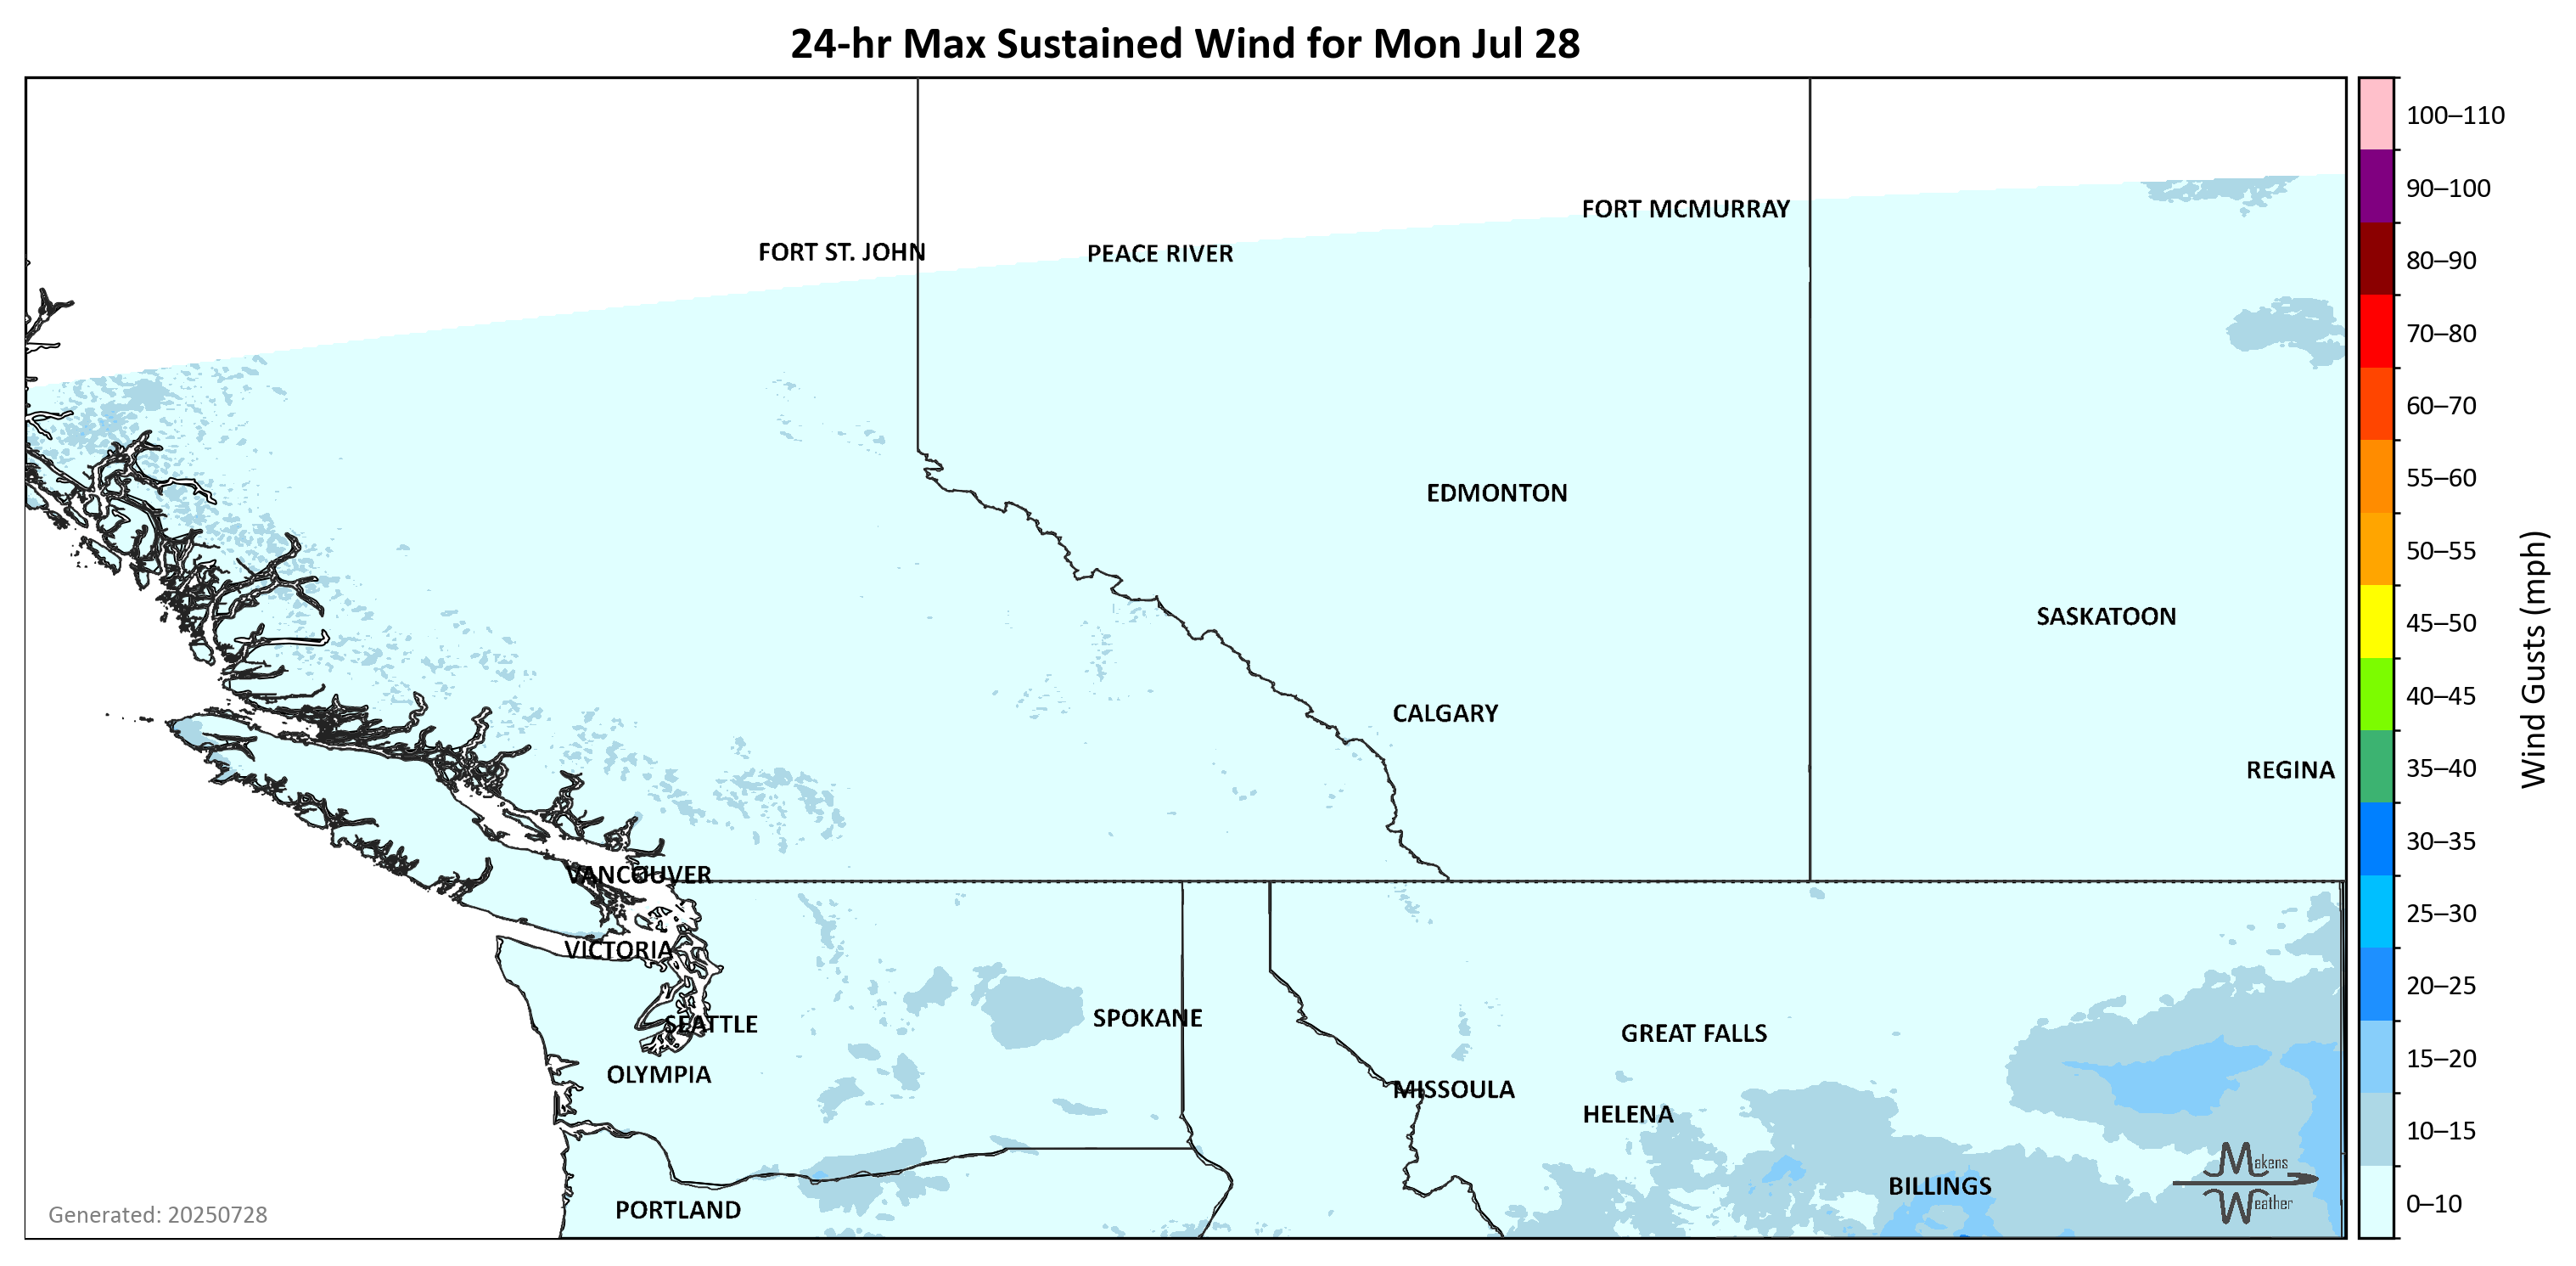 24-hr Max Sustained Wind for Mon Jul 28
FORT MCMURRAY
FORT ST. JOHN
PEACE RIVER
EDMONTON
SASKATOON
CALGARY
REGINA
VANCOUVER
VICTORIA
SPOKANE
SEATTLE
GREAT FALLS
OLYMPIA
MISSOULA
HELENA
BILLINGS
PORTLAND
Makens
Weather
Generated: 20250728
100–110
90–100
80–90
70–80
60–70
55–60
50–55
45–50
40–45
35–40
30–35
25–30
20–25
15–20
10–15
0–10
Wind Gusts (mph)